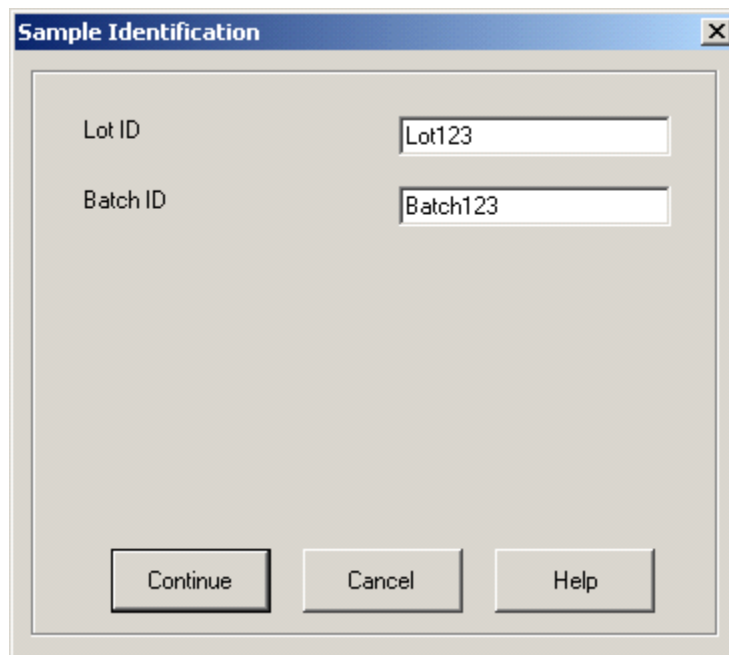 Sample Identification
Lot ID Lot123
Batch ID Batch123
Continue Cancel Help